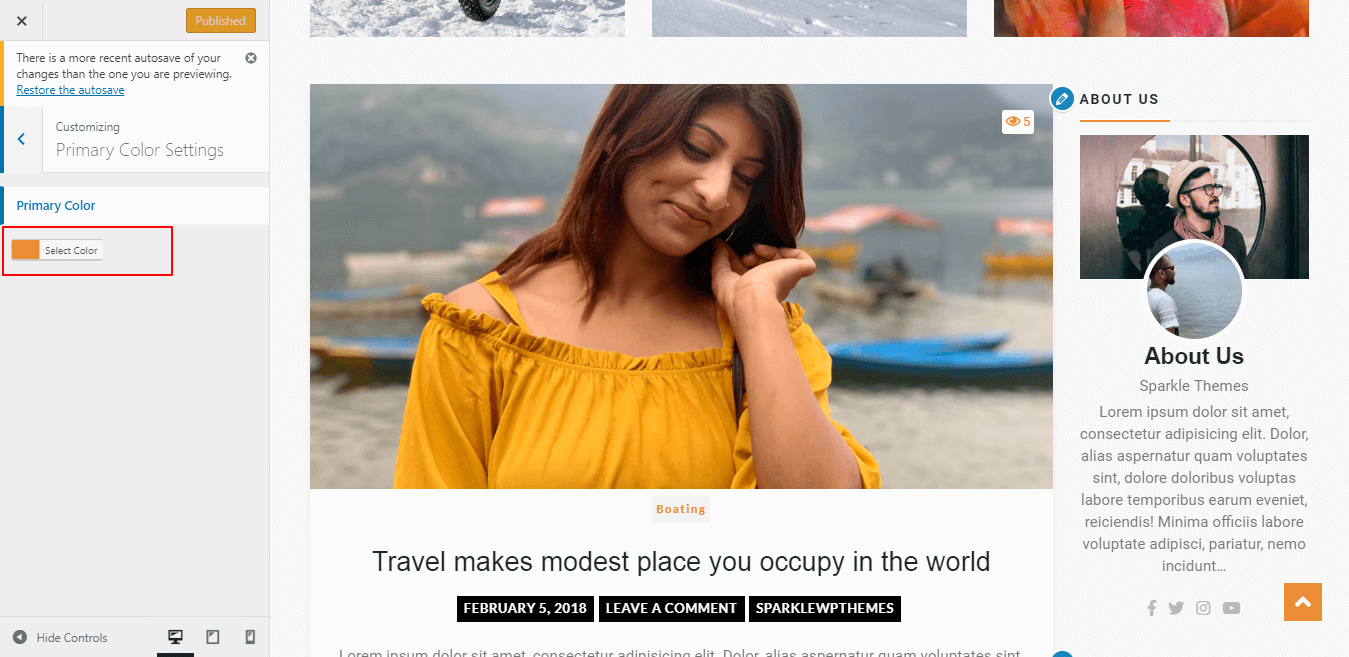 Published
There is a more recent autosave of your
changes than the one you are previewing.
Restore the autosave
Customizing
Primary Color Settings
Primary Color
Select Color
Hide Controls
5
Boating
Travel makes modest place you occupy in the world
FEBRUARY 5, 2018 LEAVE A COMMENT SPARKLEWPTHEMES
Lorem ipsum dolor sit amet, consectetur adipisicing elit. Dolor, alias aspernatur quam voluptates
ABOUT US
About Us
Sparkle Themes
Lorem ipsum dolor sit amet,
consectetur adipisicing elit. Dolor,
alias aspernatur quam voluptates
sint, dolore doloribus voluptas
labore temporibus earum eveniet,
reiciendis! Minima officiis labore
voluptate adipisci, pariatur, nemo
incidunt…